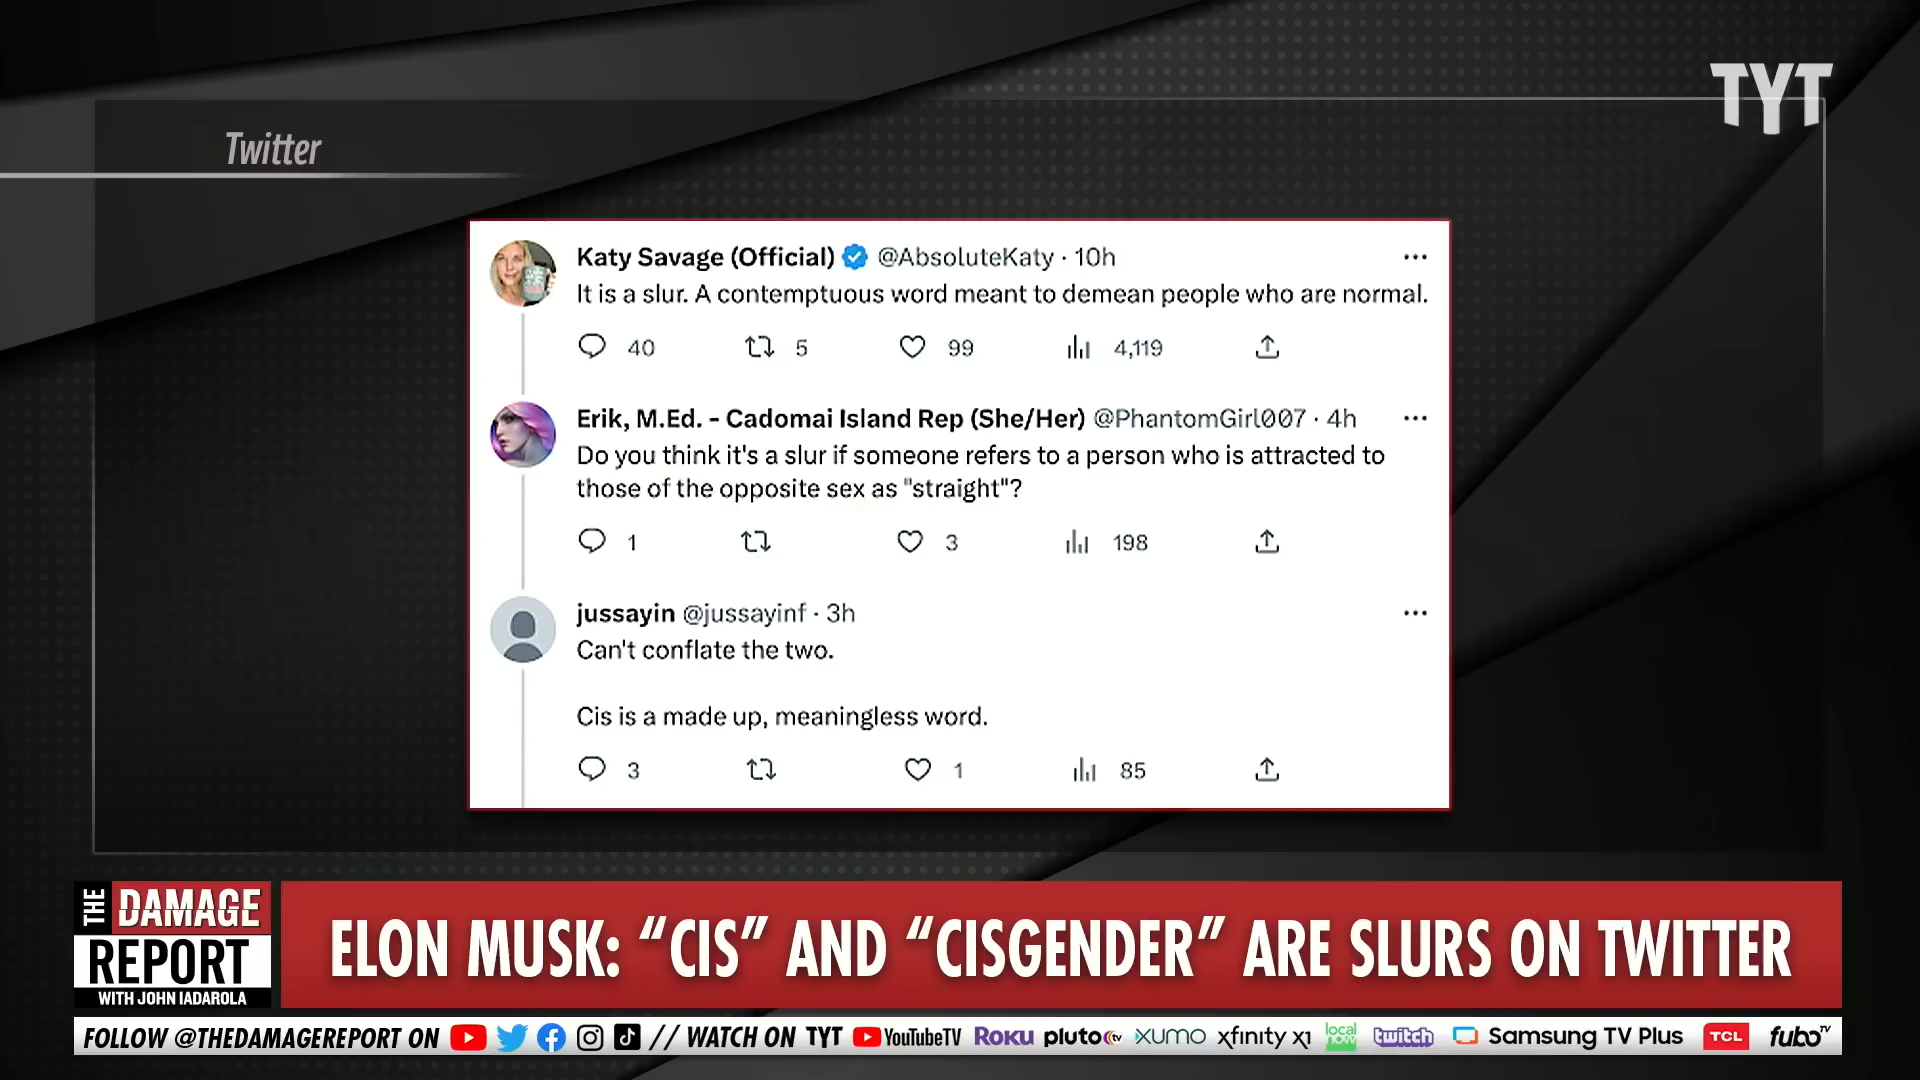 TYT
Twitter
Katy Savage (Official) @AbsoluteKaty · 10h
It is a slur. A contemptuous word meant to demean people who are normal.
40 5 99 4,119
Erik, M.Ed. - Cadomai Island Rep (She/Her) @PhantomGirl007 · 4h
Do you think it's a slur if someone refers to a person who is attracted to
those of the opposite sex as "straight"?
1 3 198
jussayin @jussayinf · 3h
Can't conflate the two.
Cis is a made up, meaningless word.
3 1 85
THE DAMAGE
REPORT
WITH JOHN IADAROLA
ELON MUSK: “CIS” AND “CISGENDER” ARE SLURS ON TWITTER
FOLLOW @THEDAMAGEREPORT ON // WATCH ON TYT YouTubeTV ROKU pluto tv XUMO xfinity X1 local now twitch Samsung TV Plus TCL fubo TV